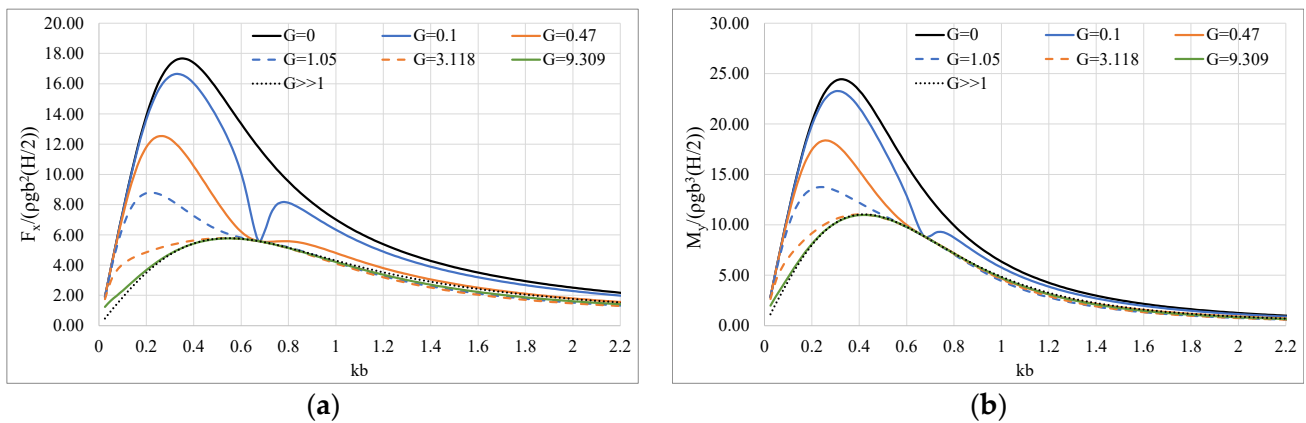 20.00
18.00
16.00
14.00
12.00
10.00
8.00
6.00
4.00
2.00
0.00
Fx/(ρgb²(H/2))
G=0 G=0.1 G=0.47
G=1.05 G=3.118 G=9.309
G>>1
0 0.2 0.4 0.6 0.8 1 1.2 1.4 1.6 1.8 2 2.2
kb
(a)
30.00
25.00
20.00
15.00
10.00
5.00
0.00
My/(ρgb³(H/2))
G=0 G=0.1 G=0.47
G=1.05 G=3.118 G=9.309
G>>1
0 0.2 0.4 0.6 0.8 1 1.2 1.4 1.6 1.8 2 2.2
kb
(b)